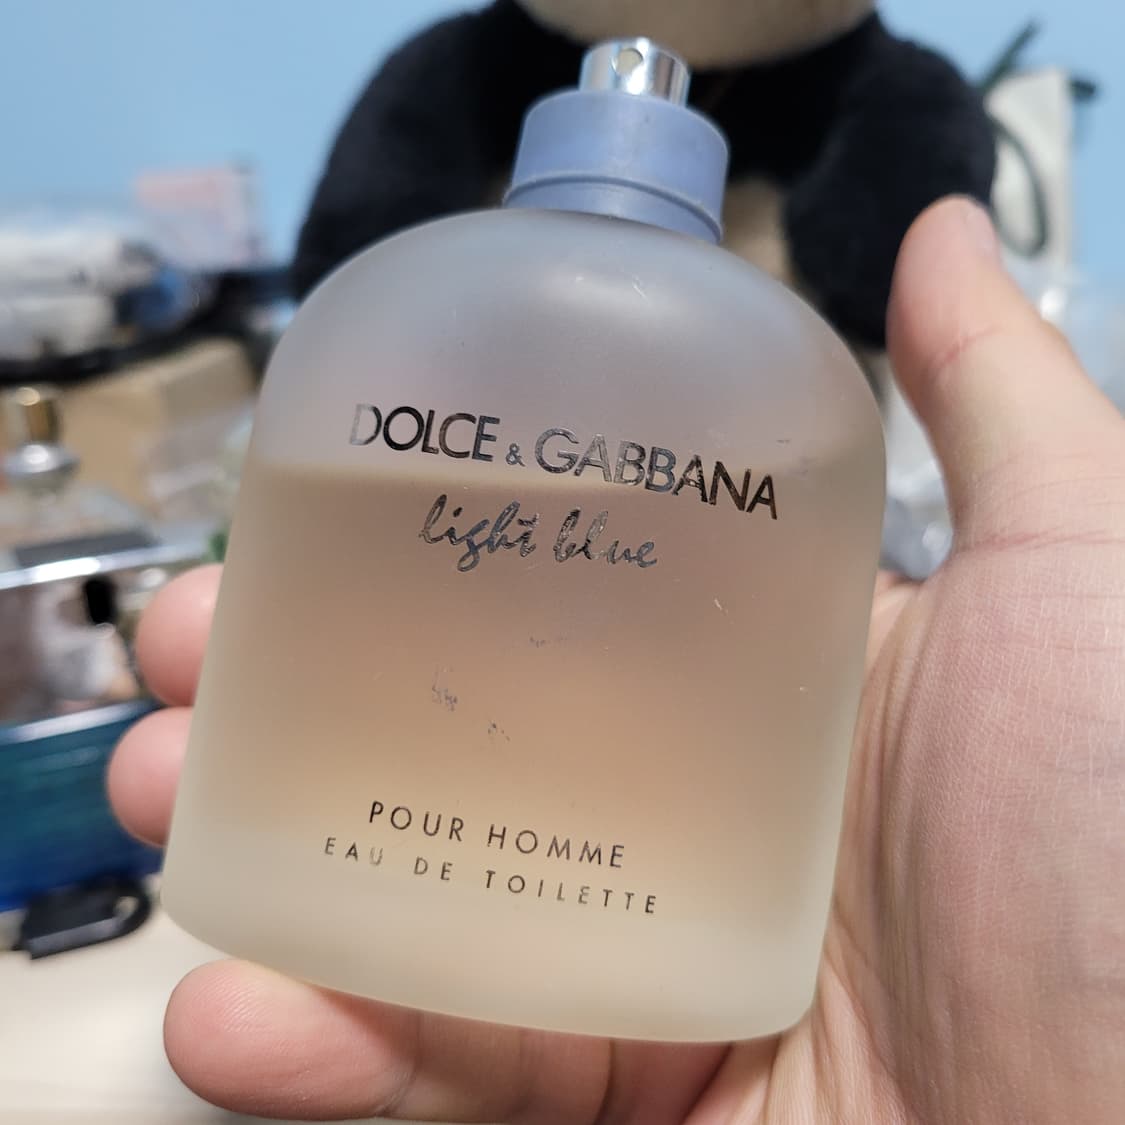 DOLCE & GABBANA
light blue
POUR HOMME
EAU DE TOILETTE